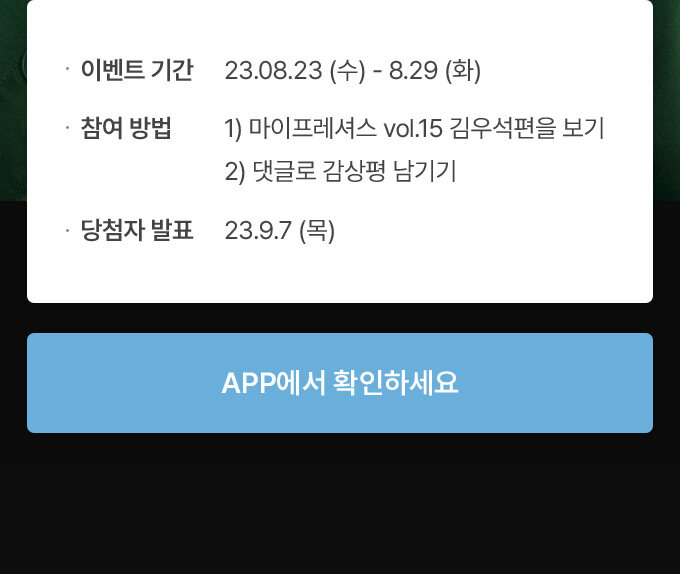 · 이벤트 기간 23.08.23 (수) - 8.29 (화)
· 참여 방법 1) 마이프레셔스 vol.15 김우석편을 보기
2) 댓글로 감상평 남기기
· 당첨자 발표 23.9.7 (목)
APP에서 확인하세요